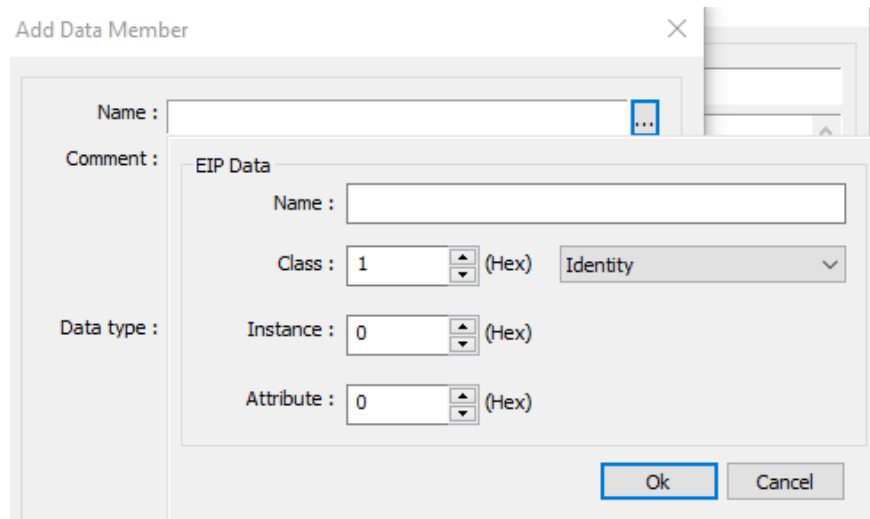 Add Data Member
Name :
...
Comment :
EIP Data
Name :
Class : 1 (Hex) Identity
Data type :
Instance : 0 (Hex)
Attribute : 0 (Hex)
Ok Cancel